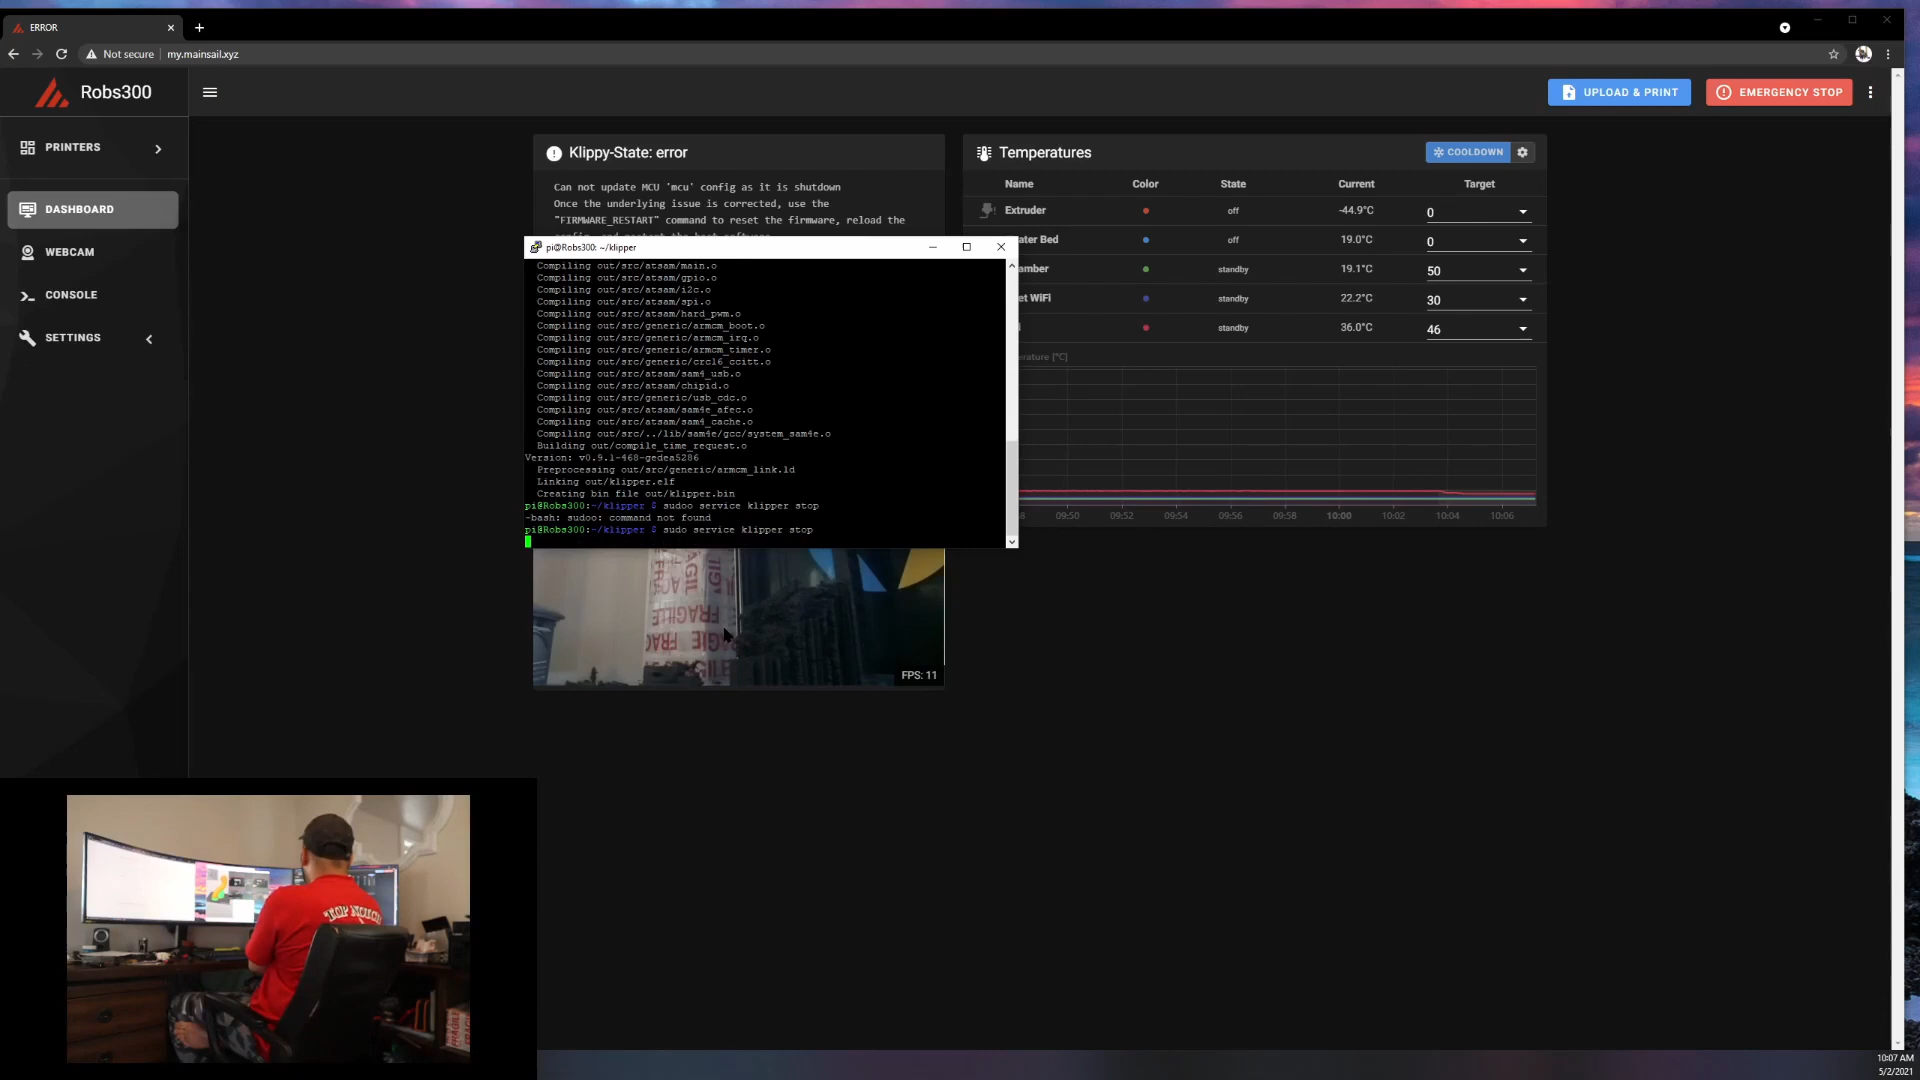 ERROR
Not secure
my.mainsail.xyz
Robs300
UPLOAD & PRINT
EMERGENCY STOP
PRINTERS
DASHBOARD
WEBCAM
CONSOLE
SETTINGS
Klippy-State: error
Can not update MCU 'mcu' config as it is shutdown
Once the underlying issue is corrected, use the
"FIRMWARE_RESTART" command to reset the firmware, reload the
pi@Robs300: ~/klipper
Compiling out/src/atsam/main.o
Compiling out/src/atsam/gpio.o
Compiling out/src/atsam/i2c.o
Compiling out/src/atsam/spi.o
Compiling out/src/atsam/hard_pwm.o
Compiling out/src/generic/armcm_boot.o
Compiling out/src/generic/armcm_irq.o
Compiling out/src/generic/armcm_timer.o
Compiling out/src/generic/crc16_ccitt.o
Compiling out/src/atsam/sam4_usb.o
Compiling out/src/atsam/chipid.o
Compiling out/src/generic/usb_cdc.o
Compiling out/src/atsam/sam4e_afec.o
Compiling out/src/atsam/sam4_cache.o
Compiling out/src/../lib/sam4e/gcc/system_sam4e.o
Building out/compile_time_request.o
Version: v0.9.1-468-gedea5286
Preprocessing out/src/generic/armcm_link.ld
Linking out/klipper.elf
Creating bin file out/klipper.bin
pi@Robs300:~/klipper $ sudoo service klipper stop
-bash: sudoo: command not found
pi@Robs300:~/klipper $ sudo service klipper stop
Temperatures
COOLDOWN
Name Color State Current Target
Extruder off -44.9°C 0
ater Bed off 19.0°C 0
amber standby 19.1°C 50
et WiFi standby 22.2°C 30
standby 36.0°C 46
erature [°C]
09:50 09:52 09:54 09:56 09:58 10:00 10:02 10:04 10:06
FRAGILE
FRAGILE
FPS: 11
TOP NOUCH
10:07 AM
5/2/2021